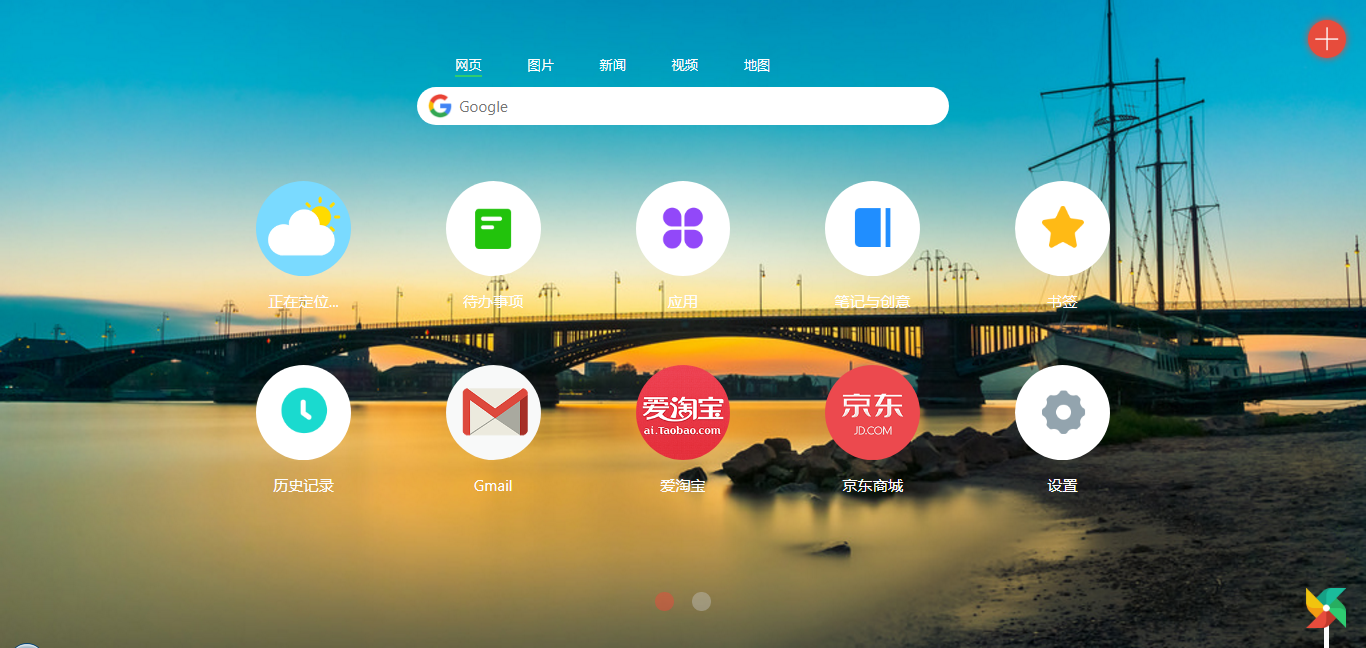 网页 图片 新闻 视频 地图
Google
正在定位... 待办事项 应用 笔记与创意 书签
爱淘宝
ai.Taobao.com
京东
JD.COM
历史记录 Gmail 爱淘宝 京东商城 设置